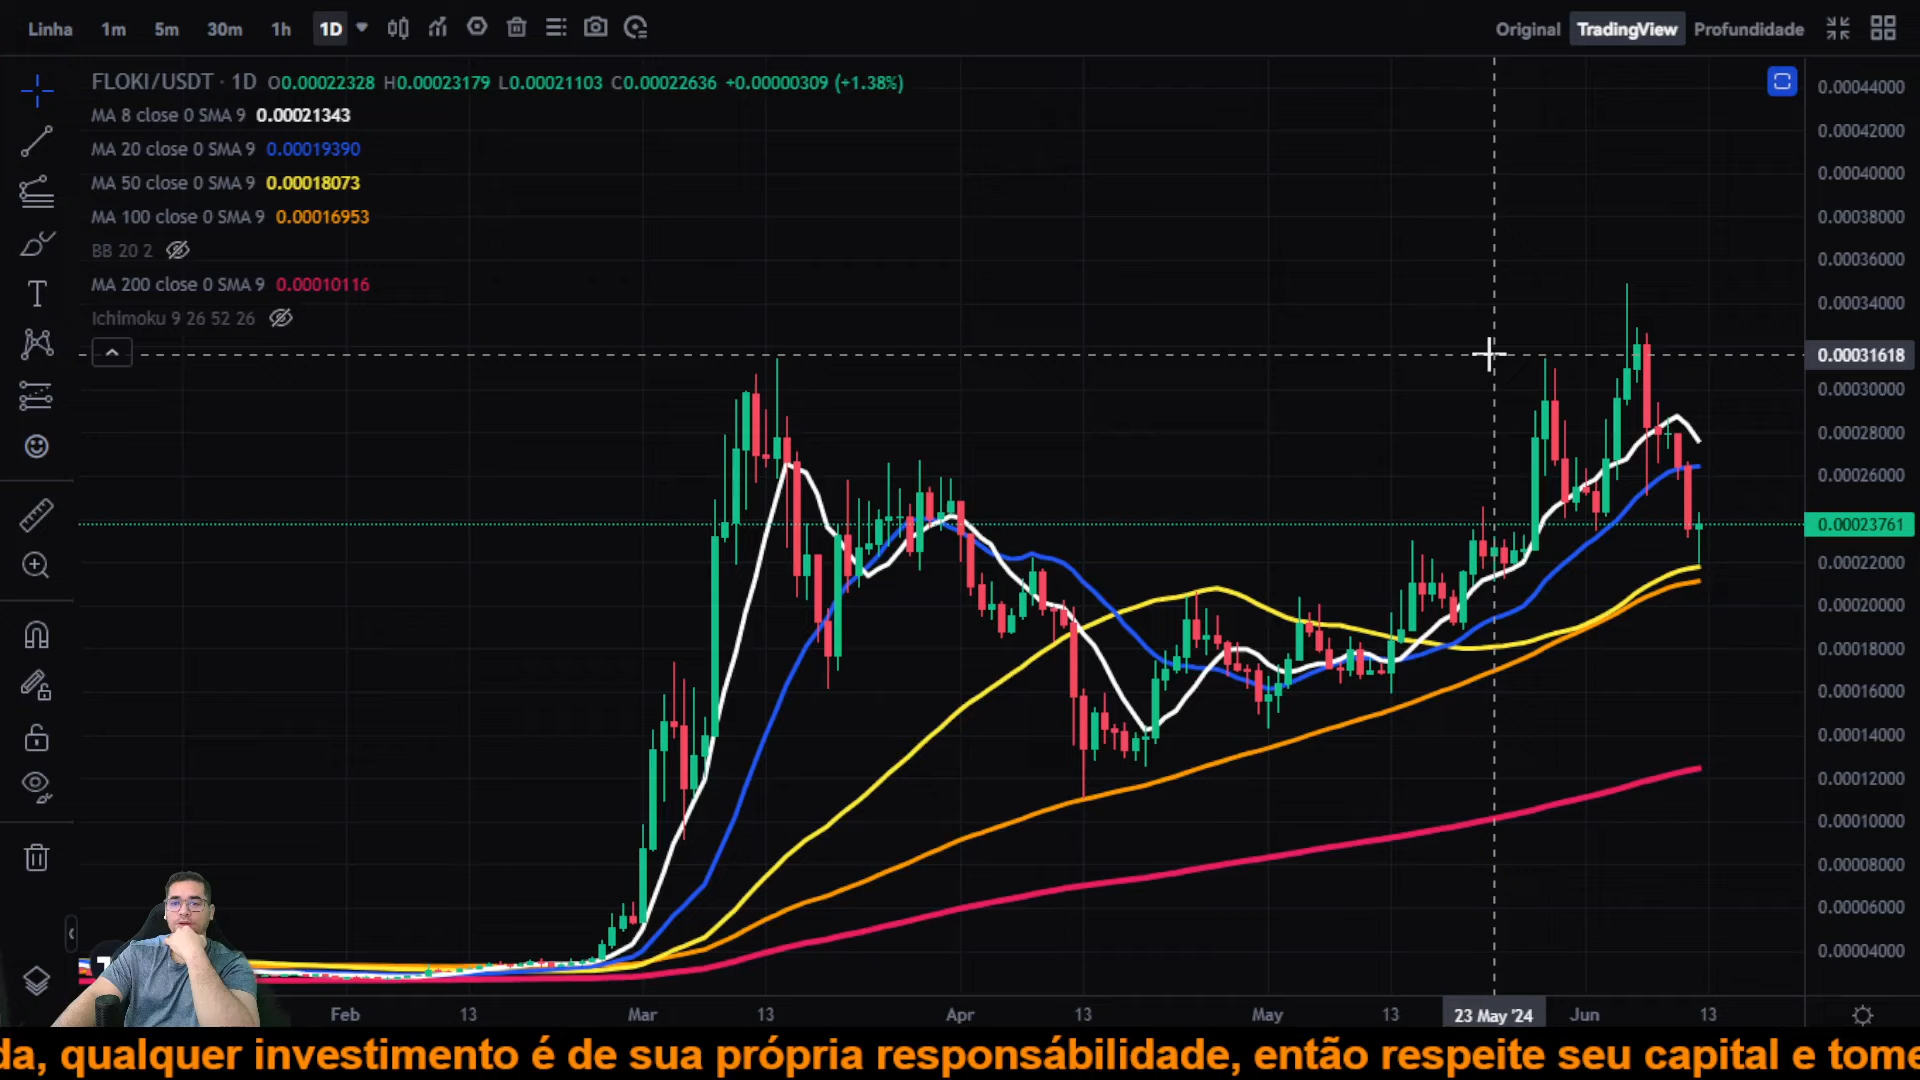 Linha 1m 5m 30m 1h 1D Original TradingView Profundidade
FLOKI/USDT · 1D O0.00022328 H0.00023179 L0.00021103 C0.00022636 +0.00000309 (+1.38%)
MA 8 close 0 SMA 9 0.00021343
MA 20 close 0 SMA 9 0.00019390
MA 50 close 0 SMA 9 0.00018073
MA 100 close 0 SMA 9 0.00016953
BB 20 2
MA 200 close 0 SMA 9 0.00010116
Ichimoku 9 26 52 26
0.00044000
0.00042000
0.00040000
0.00038000
0.00036000
0.00034000
0.00031618
0.00030000
0.00028000
0.00026000
0.00023761
0.00022000
0.00020000
0.00018000
0.00016000
0.00014000
0.00012000
0.00010000
0.00008000
0.00006000
0.00004000
Feb 13 Mar 13 Apr 13 May 13 23 May '24 Jun 13
da, qualquer investimento é de sua própria responsábilidade, então respeite seu capital e tome